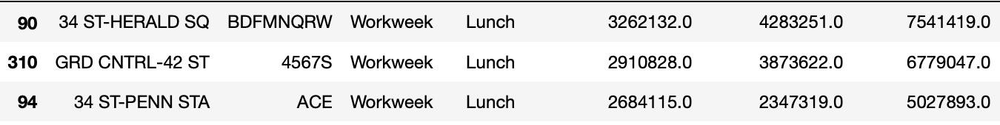 90 34 ST-HERALD SQ BDFMNQRW Workweek Lunch 3262132.0 4283251.0 7541419.0
310 GRD CNTRL-42 ST 4567S Workweek Lunch 2910828.0 3873622.0 6779047.0
94 34 ST-PENN STA ACE Workweek Lunch 2684115.0 2347319.0 5027893.0